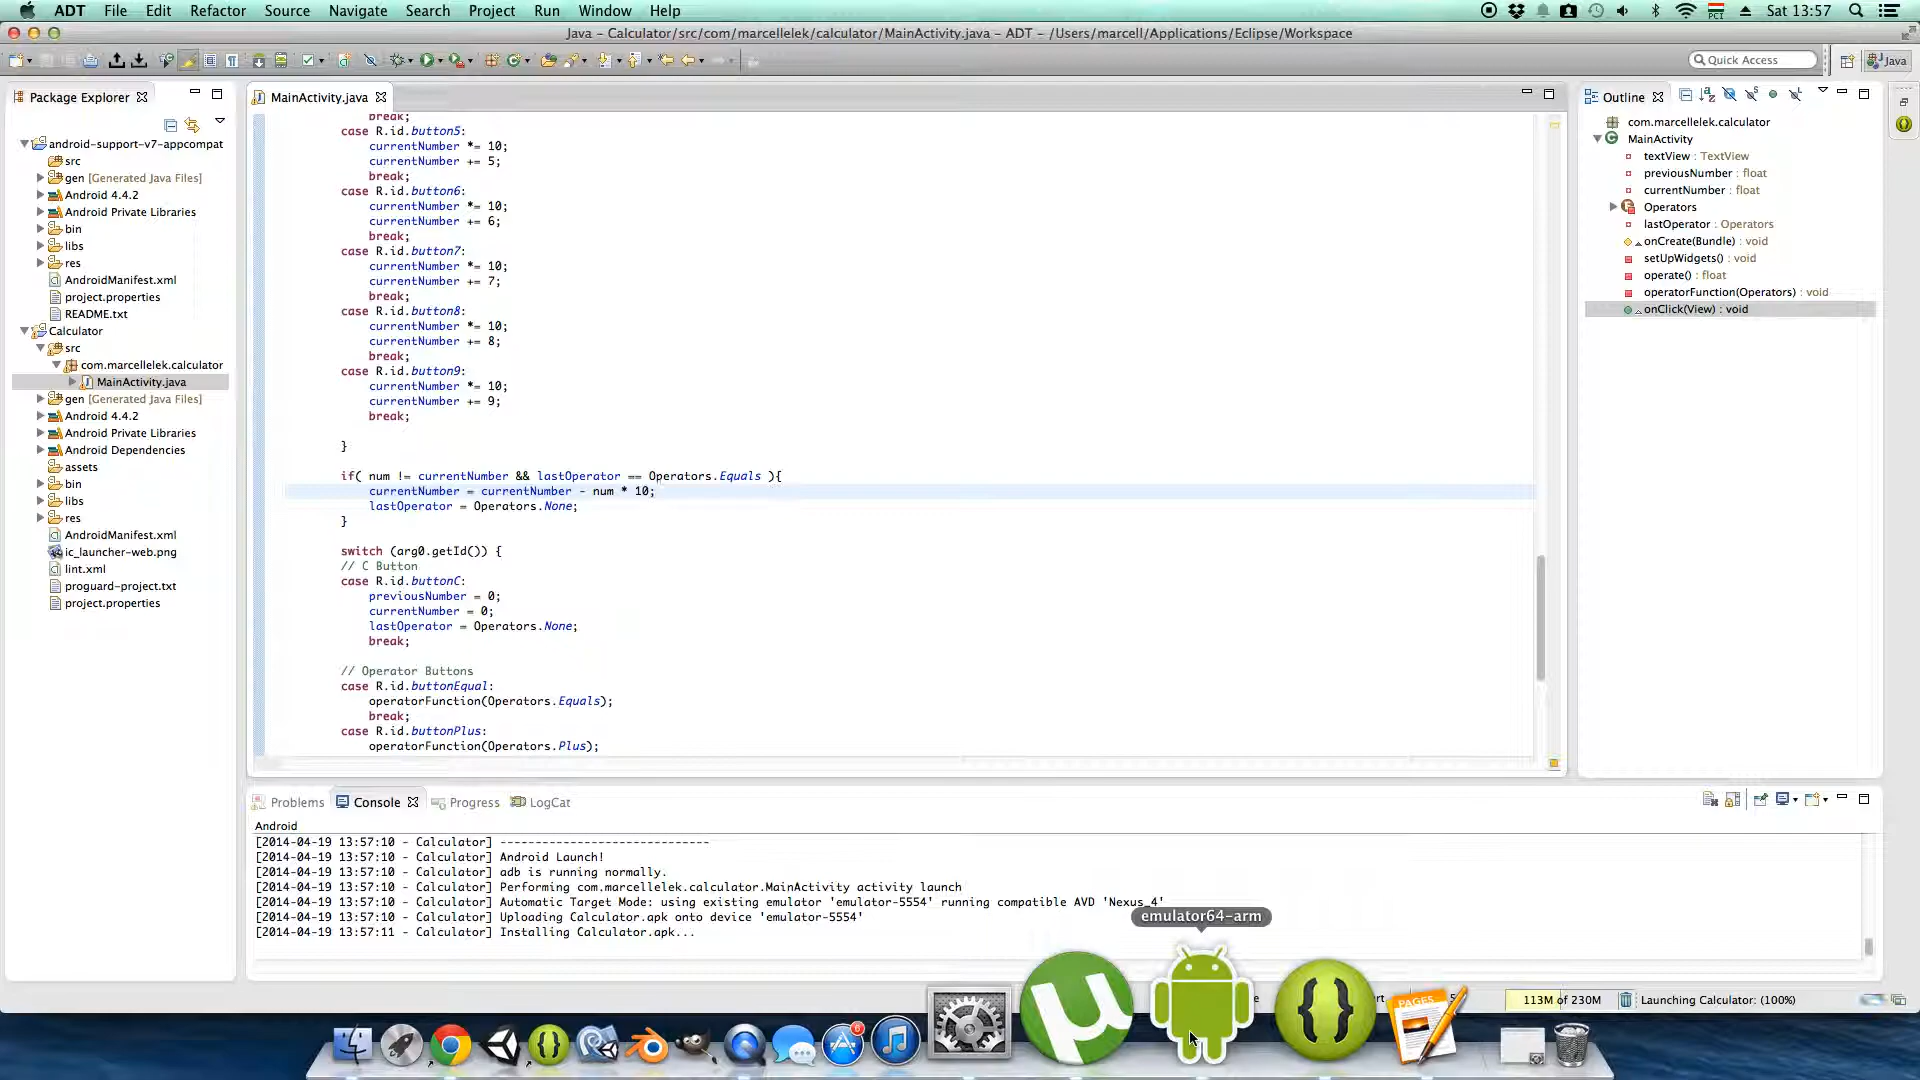 ADT File Edit Refactor Source Navigate Search Project Run Window Help Sat 13:57
Java - Calculator/src/com/marcellelek/calculator/MainActivity.java - ADT - /Users/marcell/Applications/Eclipse/Workspace
Quick Access
Java
Package Explorer
android-support-v7-appcompat
src
gen [Generated Java Files]
Android 4.4.2
Android Private Libraries
bin
libs
res
AndroidManifest.xml
project.properties
README.txt
Calculator
src
com.marcellelek.calculator
MainActivity.java
gen [Generated Java Files]
Android 4.4.2
Android Private Libraries
Android Dependencies
assets
bin
libs
res
AndroidManifest.xml
ic_launcher-web.png
lint.xml
proguard-project.txt
project.properties
MainActivity.java
break;
case R.id.button5:
currentNumber *= 10;
currentNumber += 5;
break;
case R.id.button6:
currentNumber *= 10;
currentNumber += 6;
break;
case R.id.button7:
currentNumber *= 10;
currentNumber += 7;
break;
case R.id.button8:
currentNumber *= 10;
currentNumber += 8;
break;
case R.id.button9:
currentNumber *= 10;
currentNumber += 9;
break;
}
if( num != currentNumber && lastOperator == Operators.Equals ){
currentNumber = currentNumber - num * 10;
lastOperator = Operators.None;
}
switch (arg0.getId()) {
// C Button
case R.id.buttonC:
previousNumber = 0;
currentNumber = 0;
lastOperator = Operators.None;
break;
// Operator Buttons
case R.id.buttonEqual:
operatorFunction(Operators.Equals);
break;
case R.id.buttonPlus:
operatorFunction(Operators.Plus);
Outline
com.marcellelek.calculator
MainActivity
textView : TextView
previousNumber : float
currentNumber : float
Operators
lastOperator : Operators
onCreate(Bundle) : void
setUpWidgets() : void
operate() : float
operatorFunction(Operators) : void
onClick(View) : void
Problems Console Progress LogCat
Android
[2014-04-19 13:57:10 - Calculator] ------------------------------
[2014-04-19 13:57:10 - Calculator] Android Launch!
[2014-04-19 13:57:10 - Calculator] adb is running normally.
[2014-04-19 13:57:10 - Calculator] Performing com.marcellelek.calculator.MainActivity activity launch
[2014-04-19 13:57:10 - Calculator] Automatic Target Mode: using existing emulator 'emulator-5554' running compatible AVD 'Nexus_4'
[2014-04-19 13:57:10 - Calculator] Uploading Calculator.apk onto device 'emulator-5554'
[2014-04-19 13:57:11 - Calculator] Installing Calculator.apk...
emulator64-arm
113M of 230M Launching Calculator: (100%)
PAGES